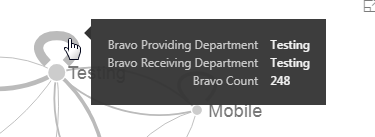 Bravo Providing Department Testing
Bravo Receiving Department Testing
Bravo Count 248
Testing
Mobile